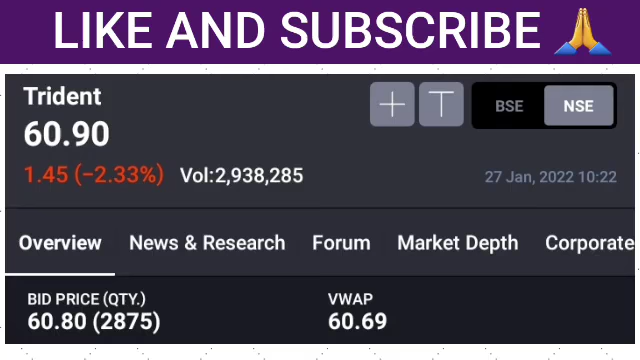 LIKE AND SUBSCRIBE 🙏
Trident
BSE
NSE
60.90
1.45 (−2.33%) Vol:2,938,285
27 Jan, 2022 10:22
Overview News & Research Forum Market Depth Corporate
BID PRICE (QTY.) VWAP
60.80 (2875) 60.69